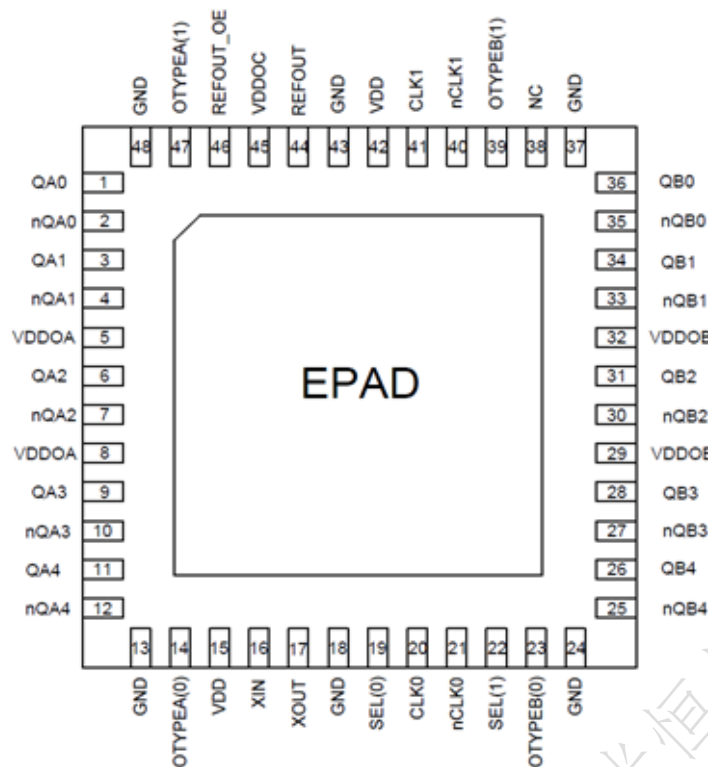 GND OTYPEA(1) REFOUT_OE VDDOC REFOUT GND VDD CLK1 nCLK1 OTYPEB(1) NC GND
48 47 46 45 44 43 42 41 40 39 38 37
QA0 1 36 QB0
nQA0 2 35 nQB0
QA1 3 34 QB1
nQA1 4 33 nQB1
VDDOA 5 32 VDDOB
QA2 6 31 QB2
EPAD
nQA2 7 30 nQB2
VDDOA 8 29 VDDOB
QA3 9 28 QB3
nQA3 10 27 nQB3
QA4 11 26 QB4
nQA4 12 25 nQB4
13 14 15 16 17 18 19 20 21 22 23 24
GND OTYPEA(0) VDD XIN XOUT GND SEL(0) CLK0 nCLK0 SEL(1) OTYPEB(0) GND